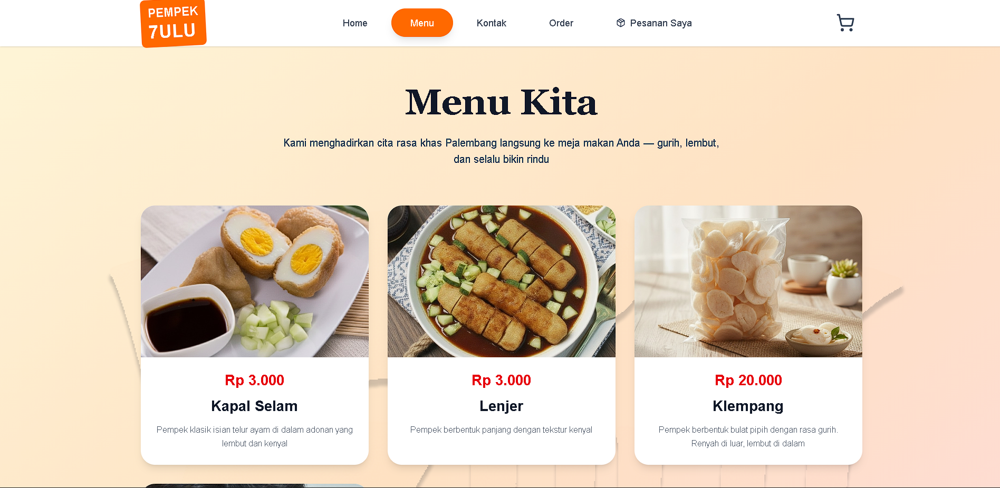 PEMPEK
7ULU
Home
Menu
Kontak
Order
Pesanan Saya
Menu Kita
Kami menghadirkan cita rasa khas Palembang langsung ke meja makan Anda — gurih, lembut,
dan selalu bikin rindu
Rp 3.000
Kapal Selam
Pempek klasik isian telur ayam di dalam adonan yang
lembut dan kenyal
Rp 3.000
Lenjer
Pempek berbentuk panjang dengan tekstur kenyal
Rp 20.000
Klempang
Pempek berbentuk bulat pipih dengan rasa gurih.
Renyah di luar, lembut di dalam